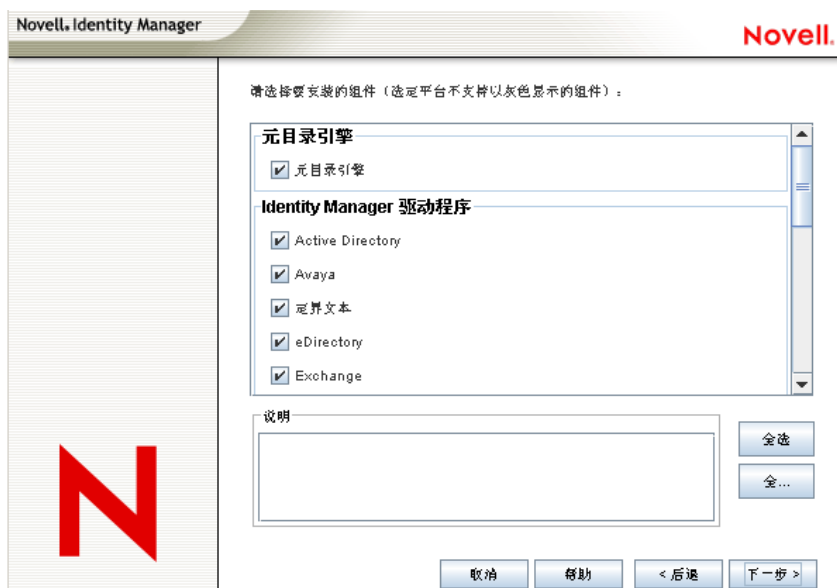 Novell. Identity Manager
Novell.
请选择要安装的组件（选定平台不支持以灰色显示的组件）：
元目录引擎
元目录引擎
Identity Manager 驱动程序
Active Directory
Avaya
定界文本
eDirectory
Exchange
说明
全选
全...
取消
帮助
< 后退
下一步 >